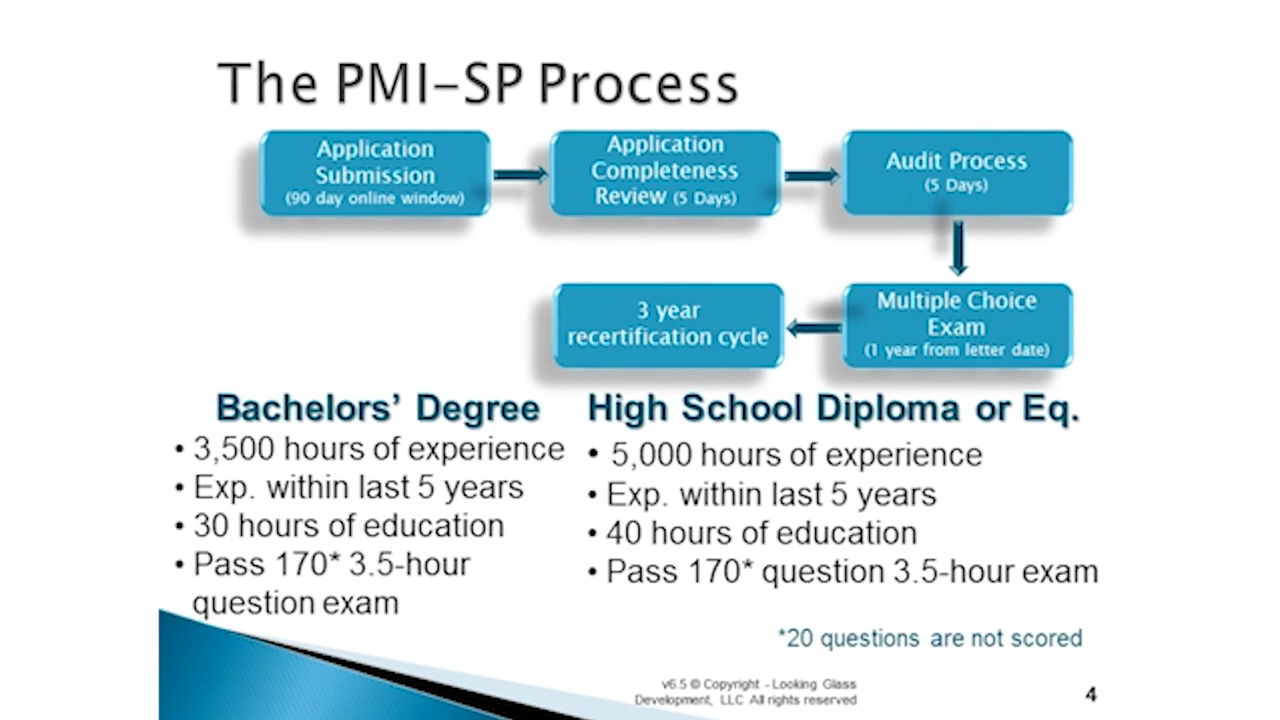 The PMI-SP Process
Application
Submission
(90 day online window)
Application
Completeness
Review (5 Days)
Audit Process
(5 Days)
Multiple Choice
Exam
(1 year from letter date)
3 year
recertification cycle
Bachelors' Degree
• 3,500 hours of experience
• Exp. within last 5 years
• 30 hours of education
• Pass 170* 3.5-hour
question exam
High School Diploma or Eq.
• 5,000 hours of experience
• Exp. within last 5 years
• 40 hours of education
• Pass 170* question 3.5-hour exam
*20 questions are not scored
v6.5 © Copyright - Looking Glass
Development, LLC All rights reserved
4